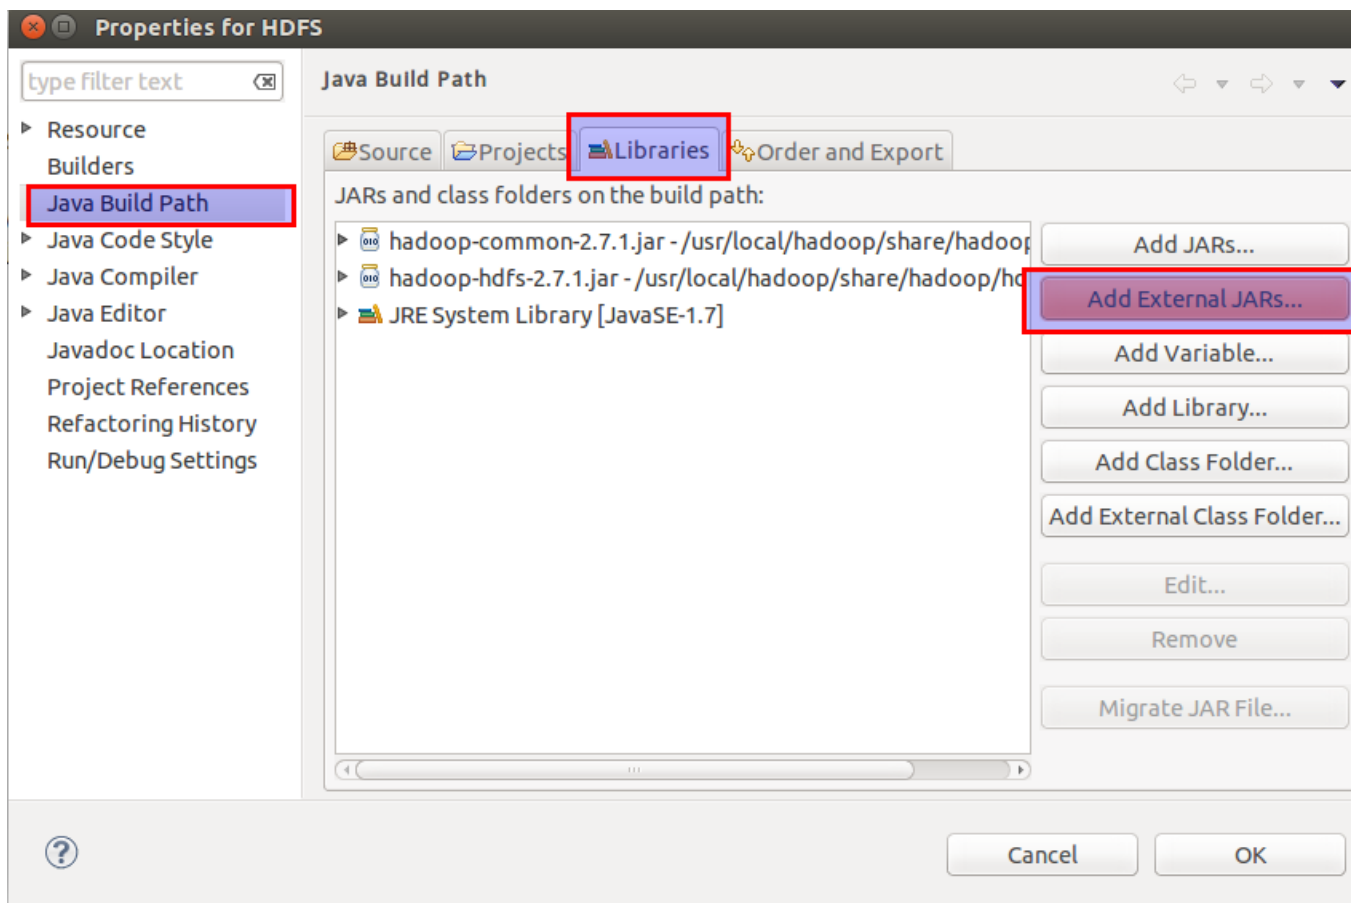 Properties for HDFS
type filter text
Resource
Builders
Java Build Path
Java Code Style
Java Compiler
Java Editor
Javadoc Location
Project References
Refactoring History
Run/Debug Settings
Java Build Path
Source Projects Libraries Order and Export
JARs and class folders on the build path:
hadoop-common-2.7.1.jar - /usr/local/hadoop/share/hadoop
hadoop-hdfs-2.7.1.jar - /usr/local/hadoop/share/hadoop/
JRE System Library [JavaSE-1.7]
Add JARs...
Add External JARs...
Add Variable...
Add Library...
Add Class Folder...
Add External Class Folder...
Edit...
Remove
Migrate JAR File...
Cancel OK